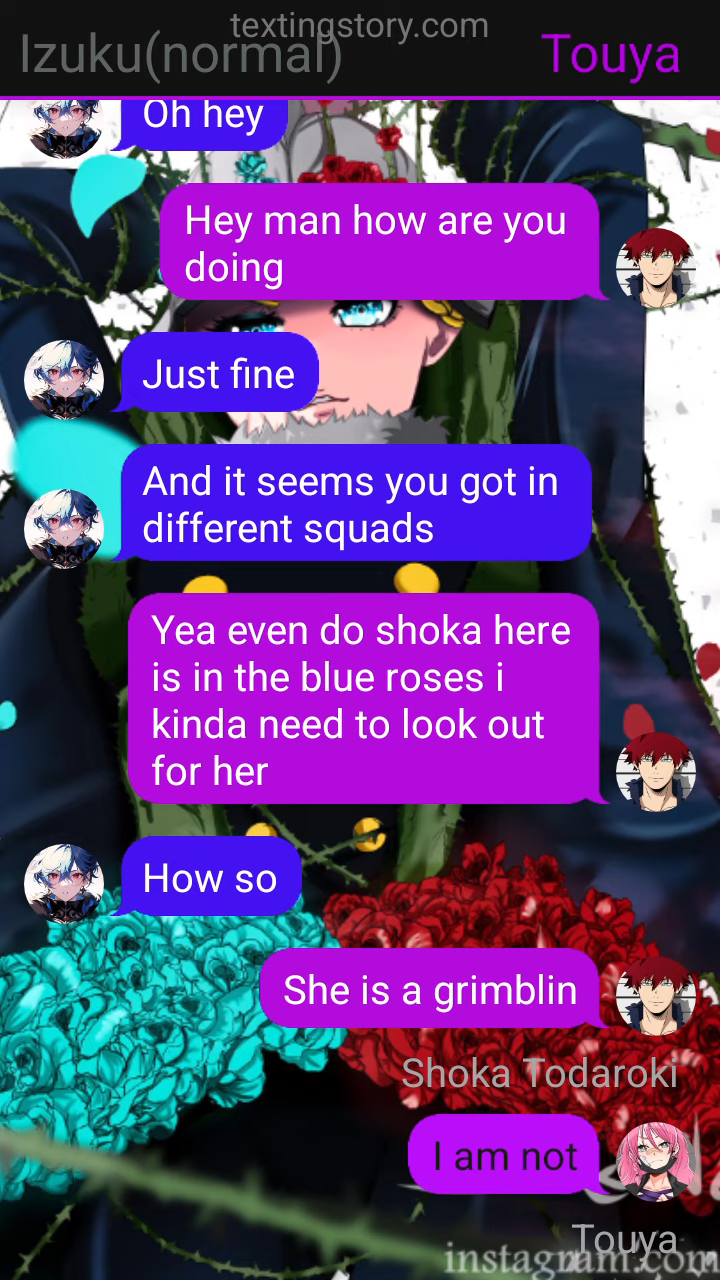 textingstory.com
Izuku(normal)
Touya
Oh hey
Hey man how are you
doing
Just fine
And it seems you got in
different squads
Yea even do shoka here
is in the blue roses i
kinda need to look out
for her
How so
She is a grimblin
Shoka Todaroki
I am not
Touya
instagram.com